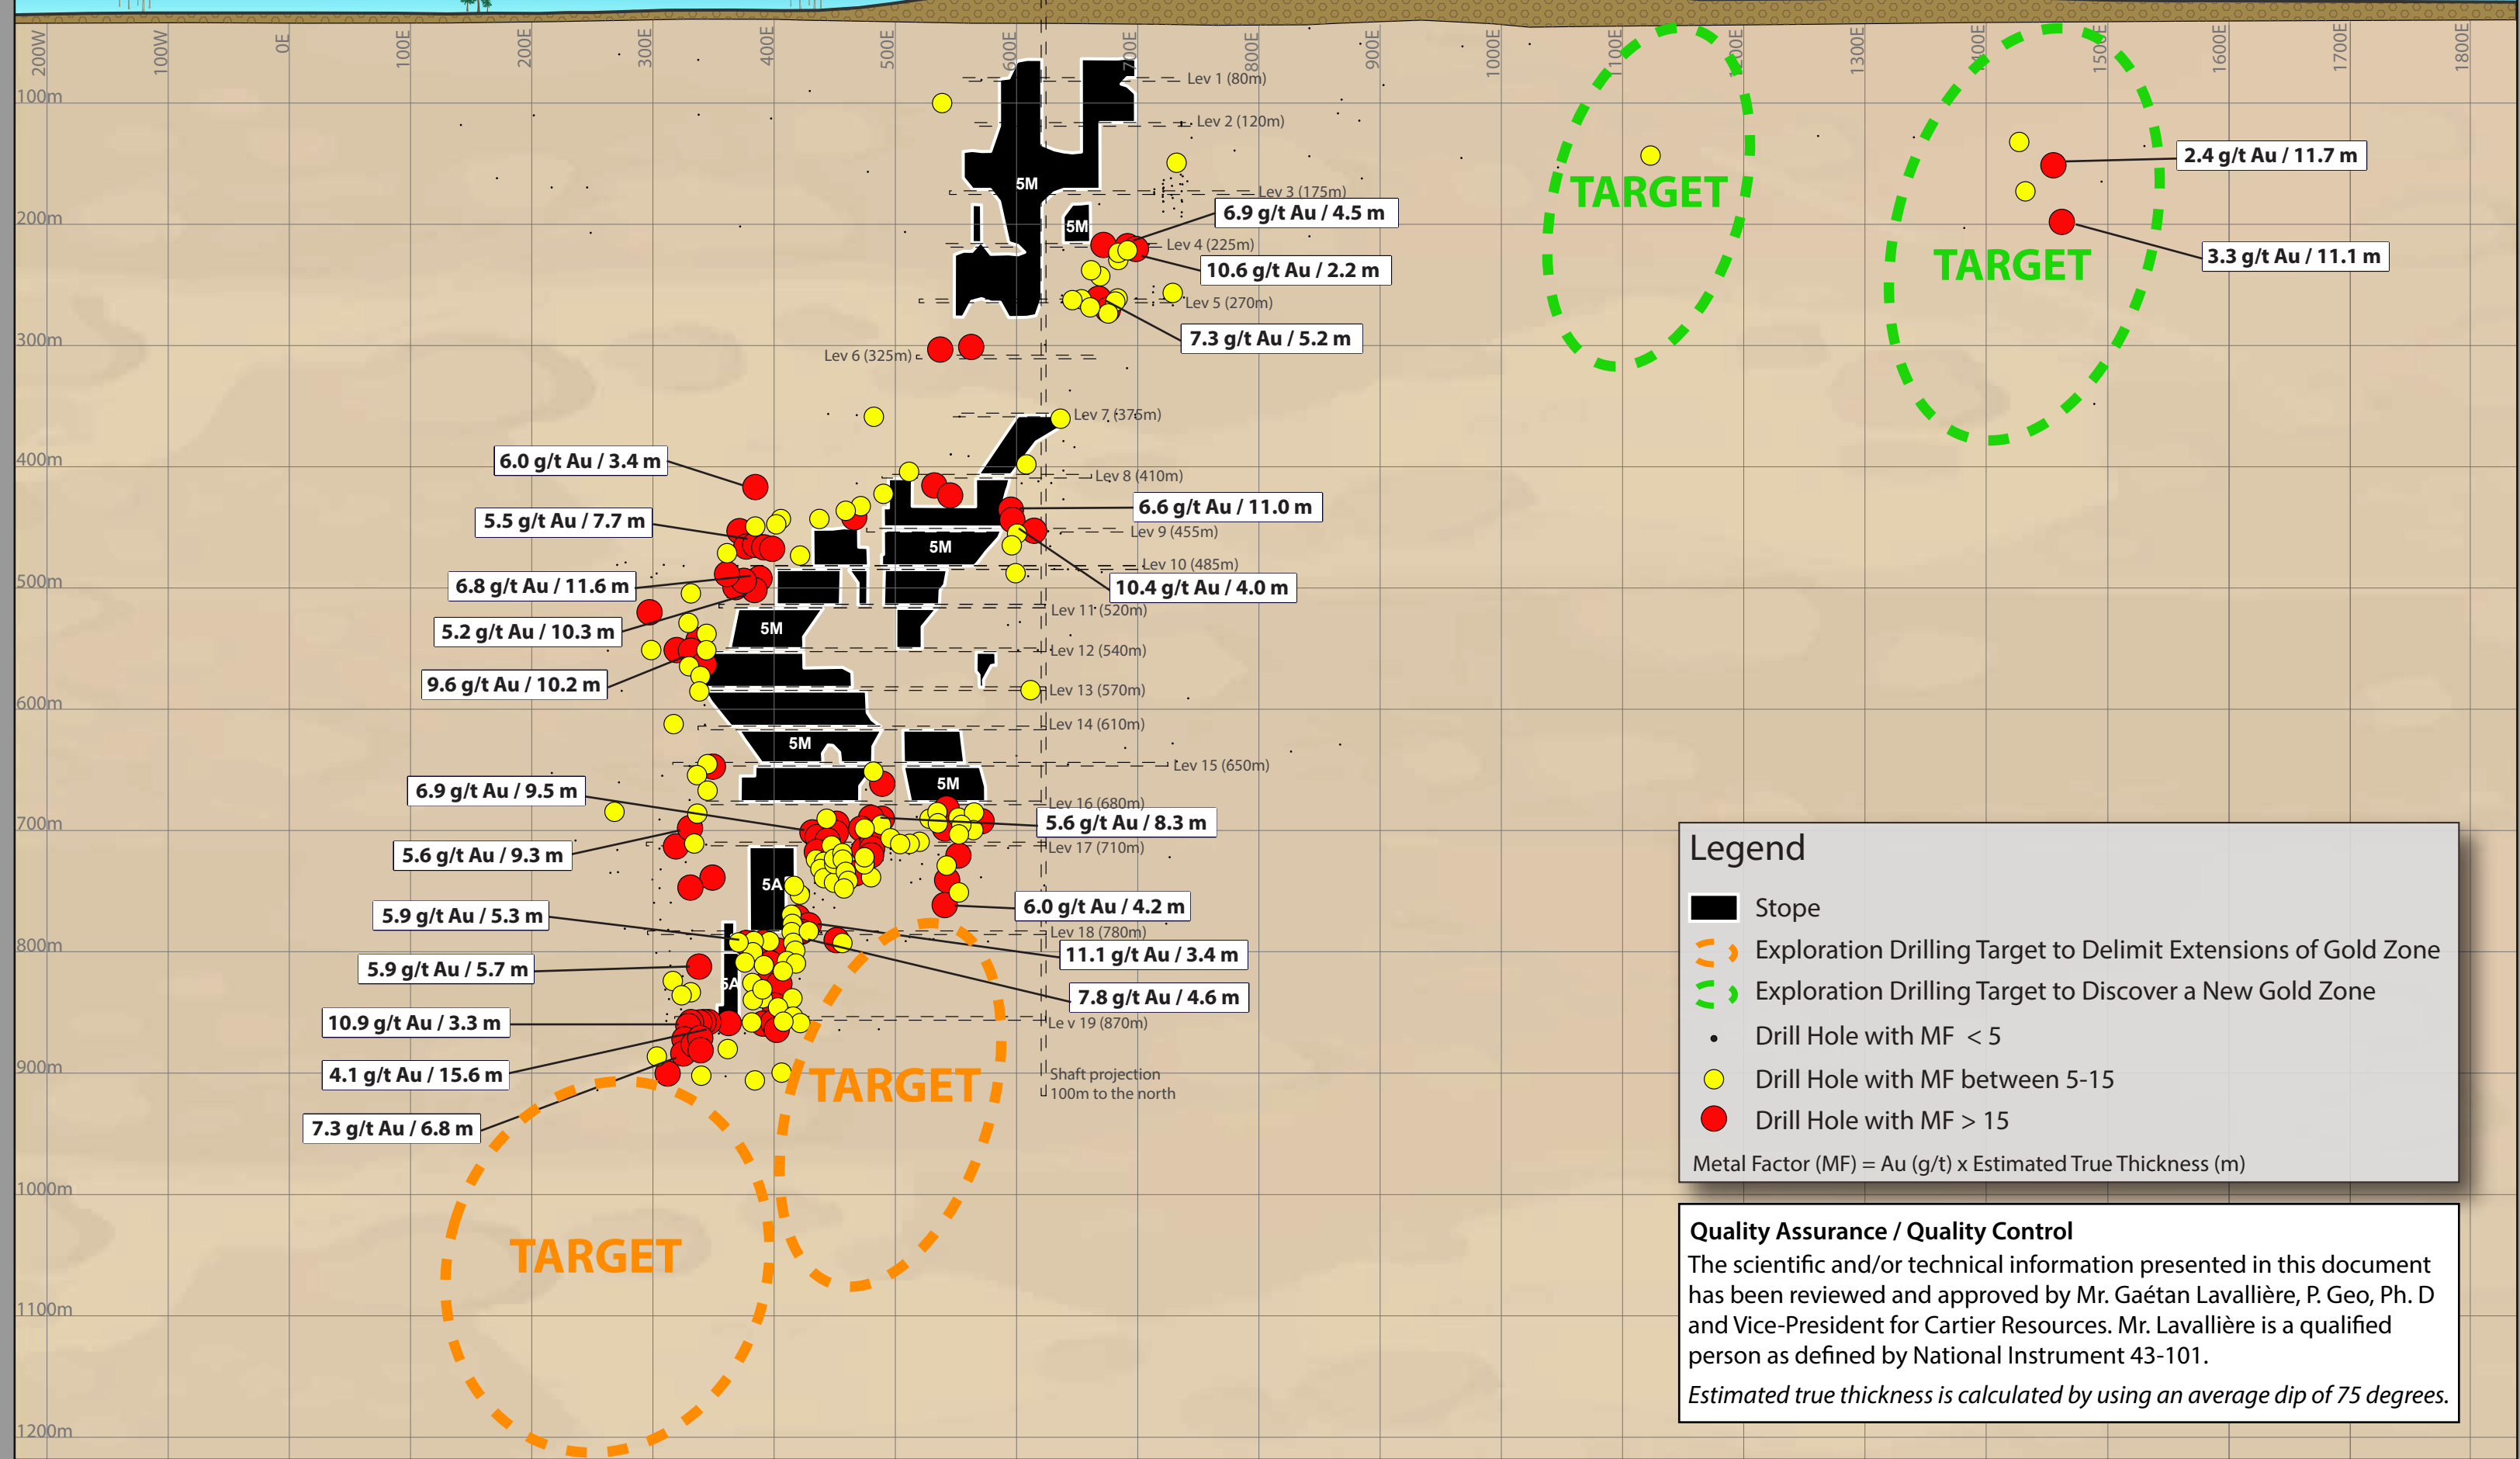 200W
100W
0E
100E
200E
300E
400E
500E
600E
700E
800E
900E
1000E
1100E
1200E
1300E
1400E
1500E
1600E
1700E
1800E
100m
200m
300m
400m
500m
600m
700m
800m
900m
1000m
1100m
1200m
Lev 1 (80m)
Lev 2 (120m)
5M
Lev 3 (175m)
5M
6.9 g/t Au / 4.5 m
Lev 4 (225m)
10.6 g/t Au / 2.2 m
Lev 5 (270m)
7.3 g/t Au / 5.2 m
Lev 6 (325m)
TARGET
2.4 g/t Au / 11.7 m
TARGET
3.3 g/t Au / 11.1 m
Lev 7 (375m)
6.0 g/t Au / 3.4 m
Lev 8 (410m)
6.6 g/t Au / 11.0 m
5.5 g/t Au / 7.7 m
Lev 9 (455m)
5M
Lev 10 (485m)
6.8 g/t Au / 11.6 m
10.4 g/t Au / 4.0 m
Lev 11 (520m)
5.2 g/t Au / 10.3 m
5M
Lev 12 (540m)
9.6 g/t Au / 10.2 m
Lev 13 (570m)
Lev 14 (610m)
5M
Lev 15 (650m)
5M
6.9 g/t Au / 9.5 m
Lev 16 (680m)
5.6 g/t Au / 8.3 m
5.6 g/t Au / 9.3 m
Lev 17 (710m)
5A
5.9 g/t Au / 5.3 m
6.0 g/t Au / 4.2 m
Lev 18 (780m)
11.1 g/t Au / 3.4 m
5.9 g/t Au / 5.7 m
5A
7.8 g/t Au / 4.6 m
10.9 g/t Au / 3.3 m
Le v 19 (870m)
4.1 g/t Au / 15.6 m
TARGET
Shaft projection
100m to the north
7.3 g/t Au / 6.8 m
TARGET
Legend
Stope
Exploration Drilling Target to Delimit Extensions of Gold Zone
Exploration Drilling Target to Discover a New Gold Zone
Drill Hole with MF < 5
Drill Hole with MF between 5-15
Drill Hole with MF > 15
Metal Factor (MF) = Au (g/t) x Estimated True Thickness (m)
Quality Assurance / Quality Control
The scientific and/or technical information presented in this document
has been reviewed and approved by Mr. Gaétan Lavallière, P. Geo, Ph. D
and Vice-President for Cartier Resources. Mr. Lavallière is a qualified
person as defined by National Instrument 43-101.
Estimated true thickness is calculated by using an average dip of 75 degrees.